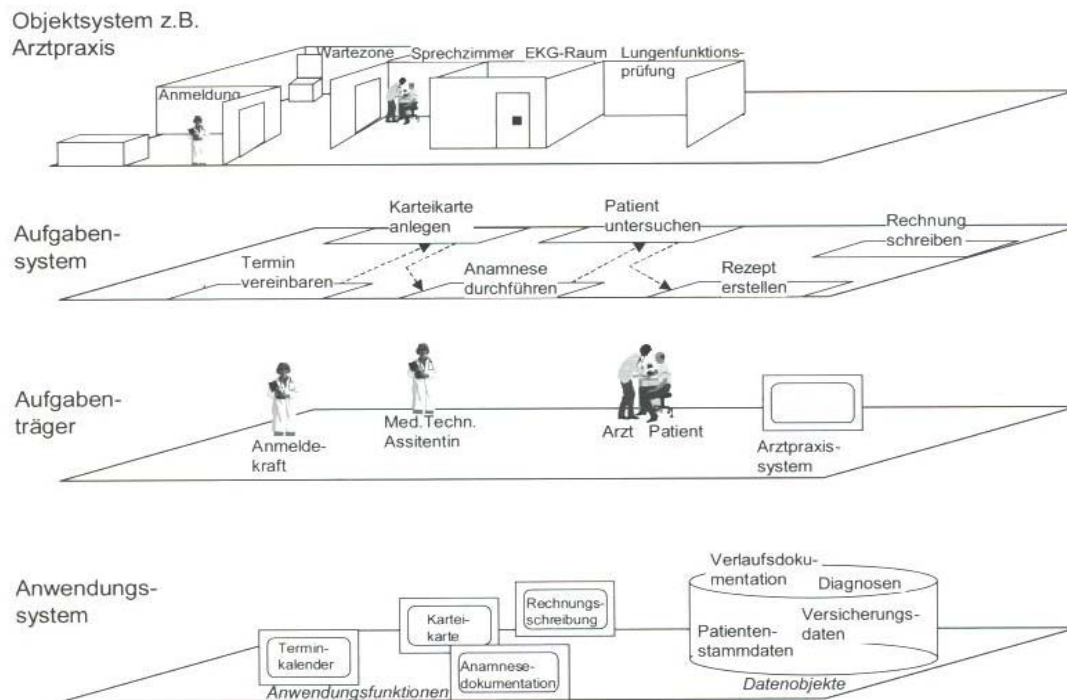 Objektsystem z.B.
Arztpraxis
Wartezone Sprechzimmer EKG-Raum Lungenfunktions-
prüfung
Anmeldung
Aufgaben-
system
Karteikarte
anlegen
Patient
untersuchen
Rechnung
schreiben
Termin
vereinbaren
Anamnese
durchführen
Rezept
erstellen
Aufgaben-
träger
Anmelde-
kraft
Med.Techn.
Assitentin
Arzt Patient
Arztpraxis-
system
Anwendungs-
system
Termin-
kalender
Kartei-
karte
Rechnungs-
schreibung
Anamnese-
dokumentation
Anwendungsfunktionen
Verlaufsdoku-
mentation
Diagnosen
Versicherungs-
daten
Patienten-
stammdaten
Datenobjekte